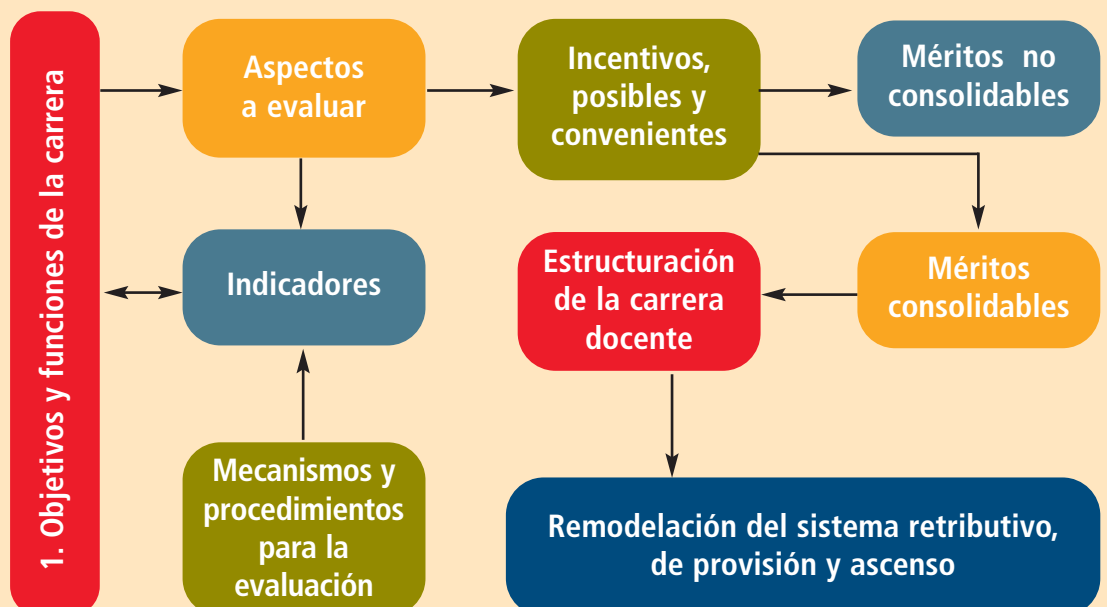 1. Objetivos y funciones de la carrera
Aspectos
a evaluar
Incentivos,
posibles y
convenientes
Méritos no
consolidables
Indicadores
Estructuración
de la carrera
docente
Méritos
consolidables
Mecanismos y
procedimientos
para la
evaluación
Remodelación del sistema retributivo,
de provisión y ascenso